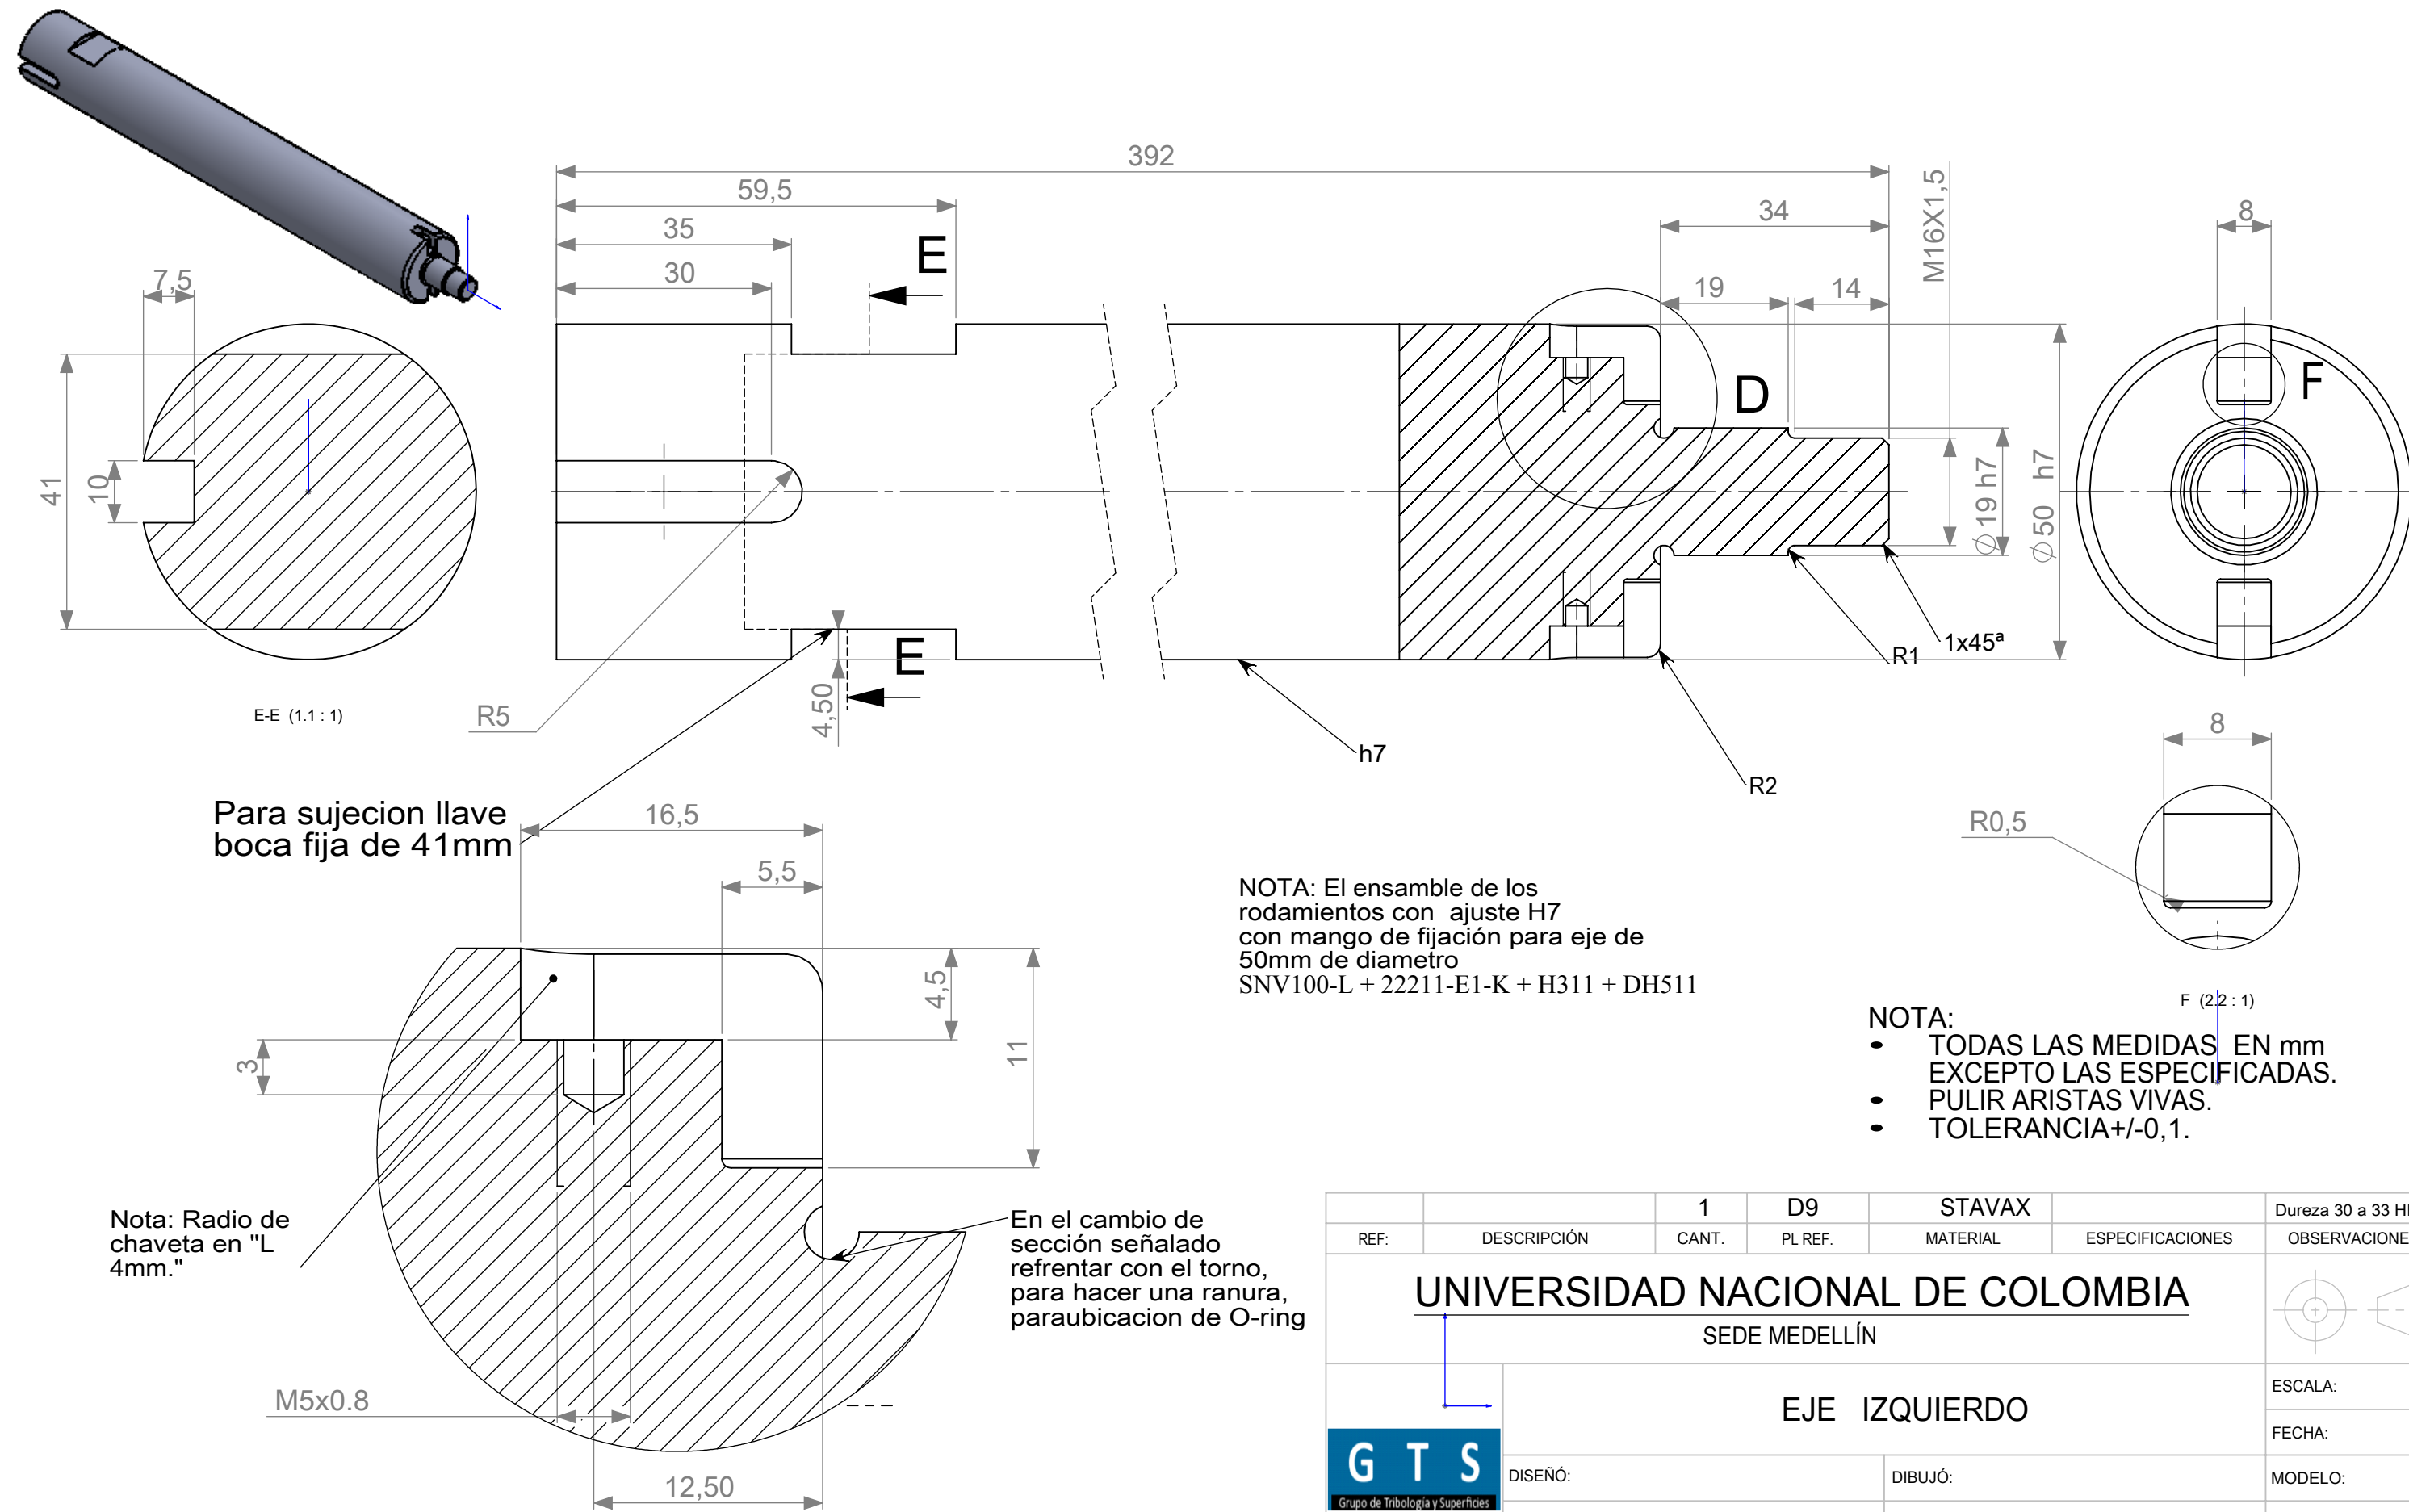 392
59,5
35
30
E
34
19
14
M16X1,5
8
7,5
41
10
D
F
∅19 h7
∅50 h7
E
4,50
R5
E-E (1.1 : 1)
h7
R1
1x45ª
R2
8
R0,5
F (2.2 : 1)
Para sujecion llave
boca fija de 41mm
16,5
5,5
4,5
11
3
M5x0.8
12,50
Nota: Radio de
chaveta en "L
4mm."
En el cambio de
sección señalado
refrentar con el torno,
para hacer una ranura,
paraubicacion de O-ring
NOTA: El ensamble de los
rodamientos con ajuste H7
con mango de fijación para eje de
50mm de diametro
SNV100-L + 22211-E1-K + H311 + DH511
NOTA:
• TODAS LAS MEDIDAS EN mm
EXCEPTO LAS ESPECIFICADAS.
• PULIR ARISTAS VIVAS.
• TOLERANCIA+/-0,1.
1 D9 STAVAX Dureza 30 a 33
REF: DESCRIPCIÓN CANT. PL REF. MATERIAL ESPECIFICACIONES OBSERVACIONE
UNIVERSIDAD NACIONAL DE COLOMBIA
SEDE MEDELLÍN
EJE IZQUIERDO
ESCALA:
FECHA:
G T S
Grupo de Tribología y Superficies
DISEÑÓ: DIBUJÓ: MODELO: